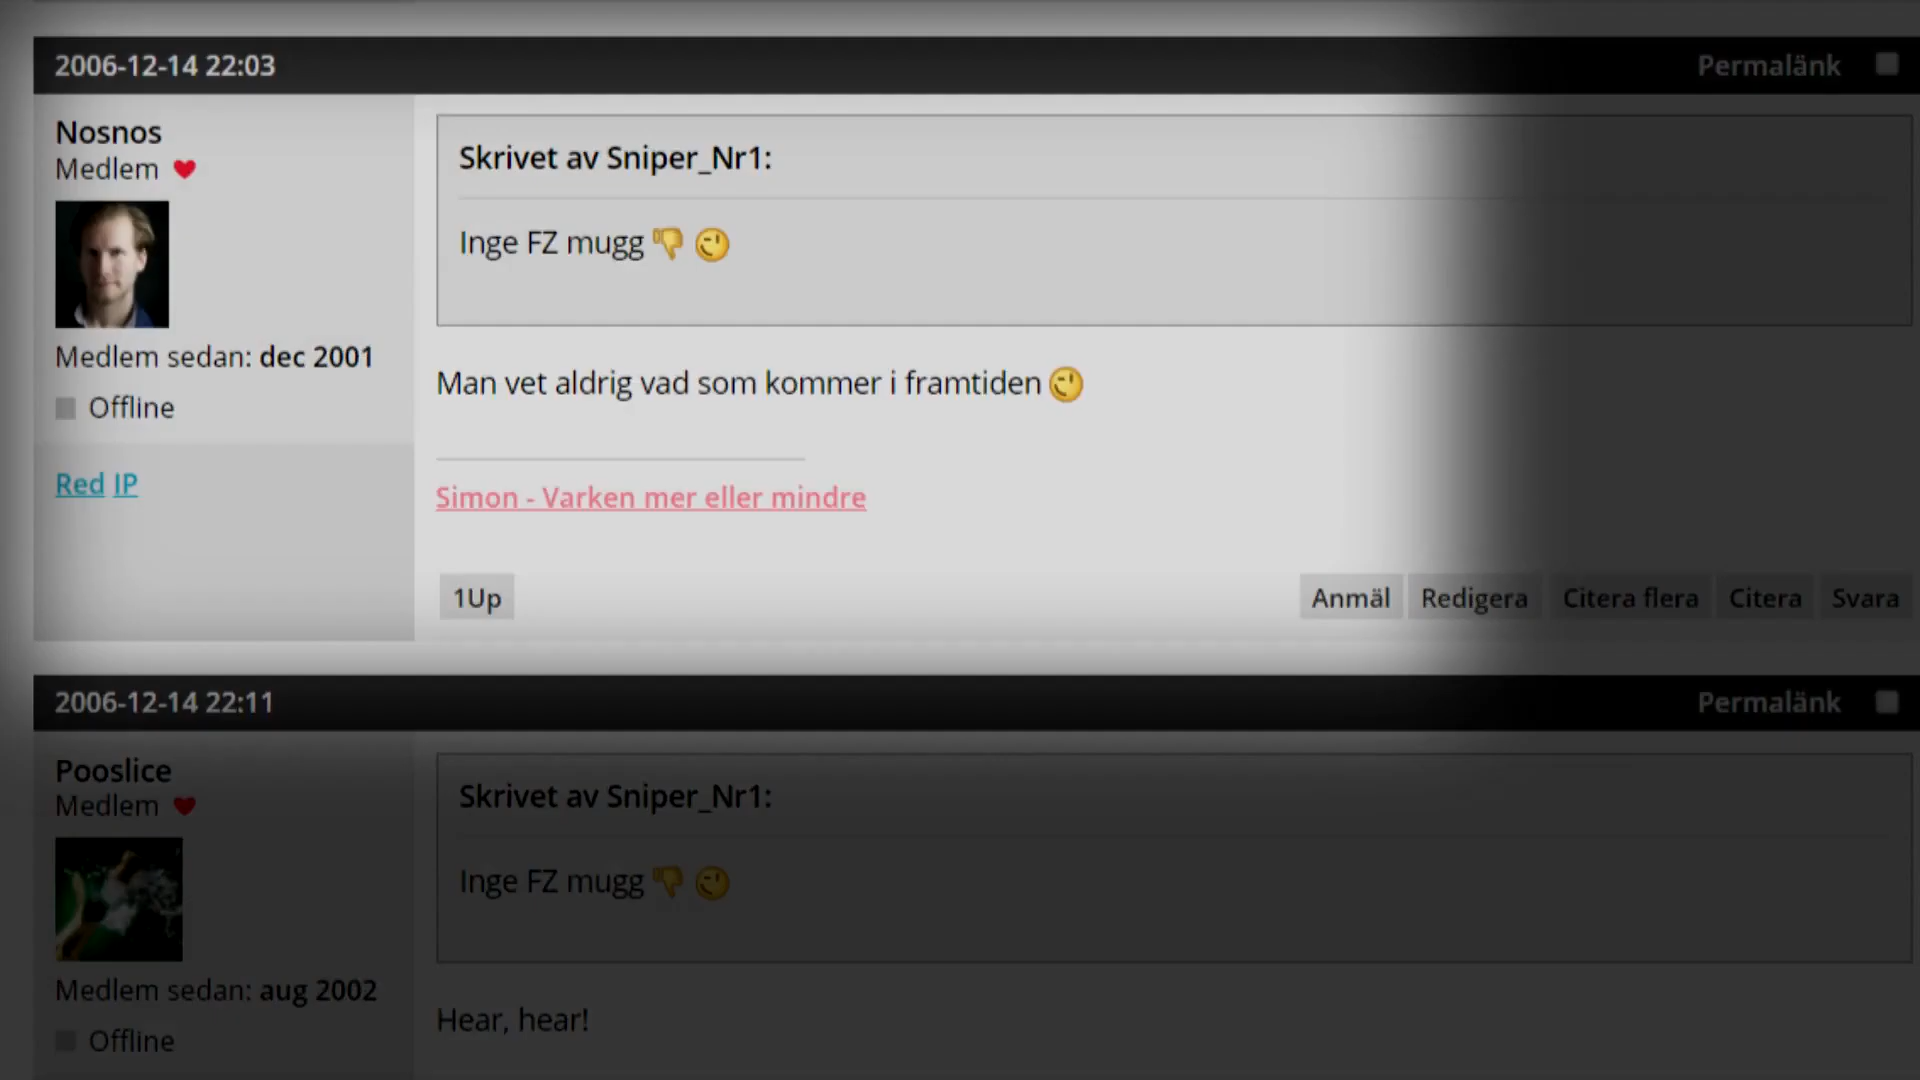 2006-12-14 22:03
Permalänk
Nosnos
Medlem
Medlem sedan: dec 2001
Offline
Red IP
Skrivet av Sniper_Nr1:
Inge FZ mugg
Man vet aldrig vad som kommer i framtiden
Simon - Varken mer eller mindre
1Up
Anmäl Redigera Citera flera Citera Svara
2006-12-14 22:11
Permalänk
Pooslice
Medlem
Medlem sedan: aug 2002
Offline
Skrivet av Sniper_Nr1:
Inge FZ mugg
Hear, hear!